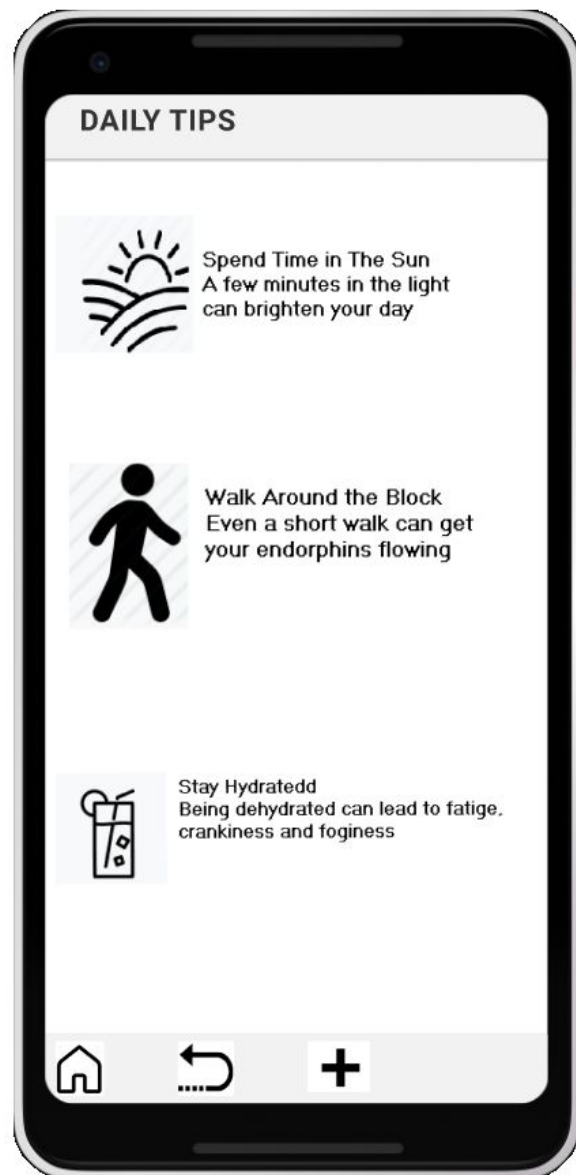 DAILY TIPS
Spend Time in The Sun
A few minutes in the light
can brighten your day
Walk Around the Block
Even a short walk can get
your endorphins flowing
Stay Hydratedd
Being dehydrated can lead to fatige,
crankiness and foginess